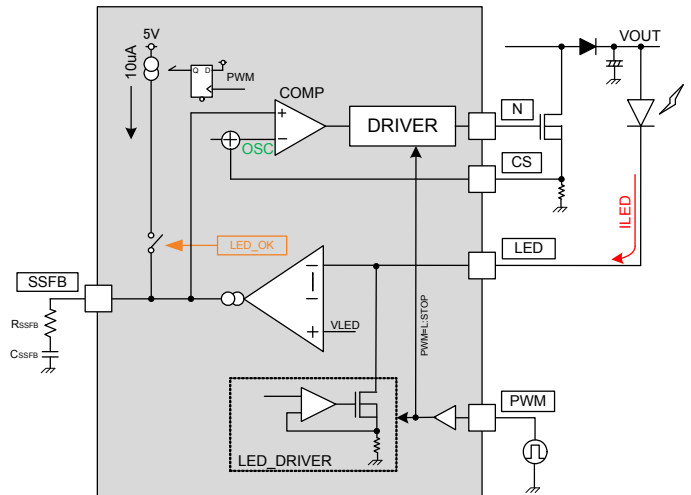 5V
10uA
Q D
PWM
COMP
+
−
OSC
DRIVER
N
CS
VOUT
ILED
LED_OK
LED
SSFB
RSSFB
CSSFB
−
−
+
VLED
PWM=L:STOP
PWM
LED_DRIVER